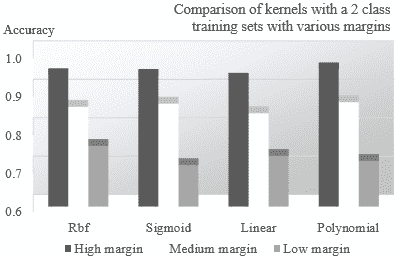 Comparison of kernels with a 2 class
training sets with various margins
Accuracy
1.0
0.9
0.8
0.7
0.6
Rbf Sigmoid Linear Polynomial
High margin Medium margin Low margin